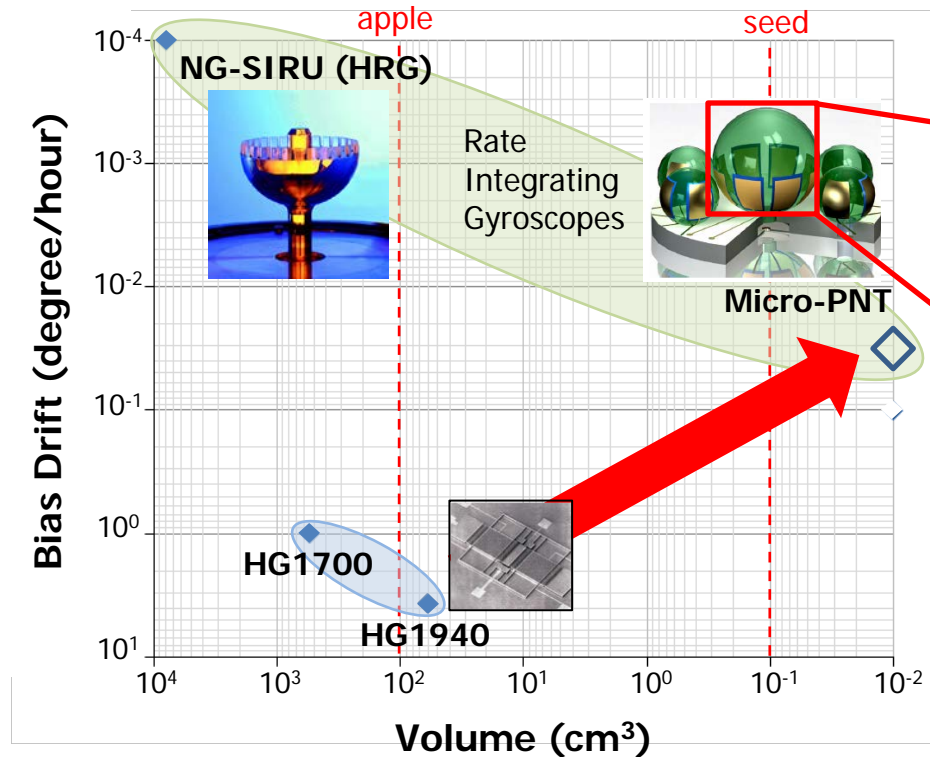 apple
seed
10⁻⁴
NG-SIRU (HRG)
Rate
Integrating
Gyroscopes
10⁻³
10⁻²
Micro-PNT
10⁻¹
10⁰
HG1700
HG1940
10¹
Bias Drift (degree/hour)
10⁴
10³
10²
10¹
10⁰
10⁻¹
10⁻²
Volume (cm³)